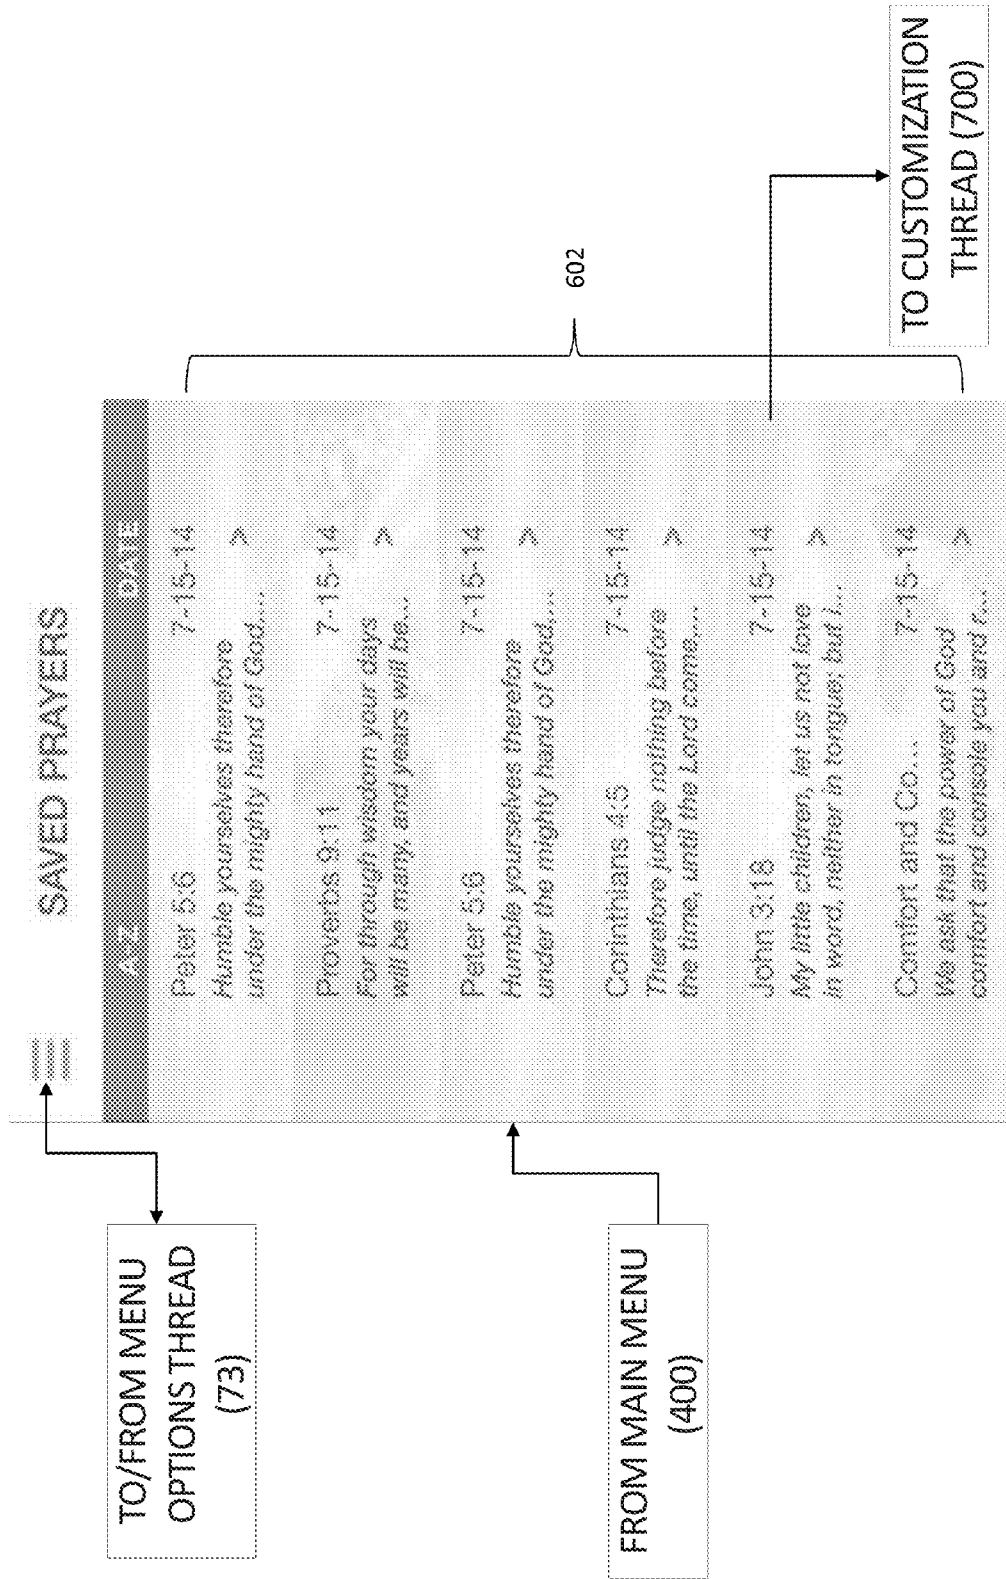 SAVED PRAYERS
A-Z DATE
Peter 5:6 7-15-14
Humble yourselves therefore
under the mighty hand of God,... >
Proverbs 9:11 7-15-14
For through wisdom your days
will be many, and years will be... >
Peter 5:6 7-15-14
Humble yourselves therefore
under the mighty hand of God,... >
Corinthians 4:5 7-15-14
Therefore judge nothing before
the time, until the Lord come,... >
John 3:18 7-15-14
My little children, let us not love
in word, neither in tongue; but i... >
Comfort and Co... 7-15-14
We ask that the power of God
comfort and console you and r... >
602
TO/FROM MENU
OPTIONS THREAD
(73)
FROM MAIN MENU
(400)
TO CUSTOMIZATION
THREAD (700)